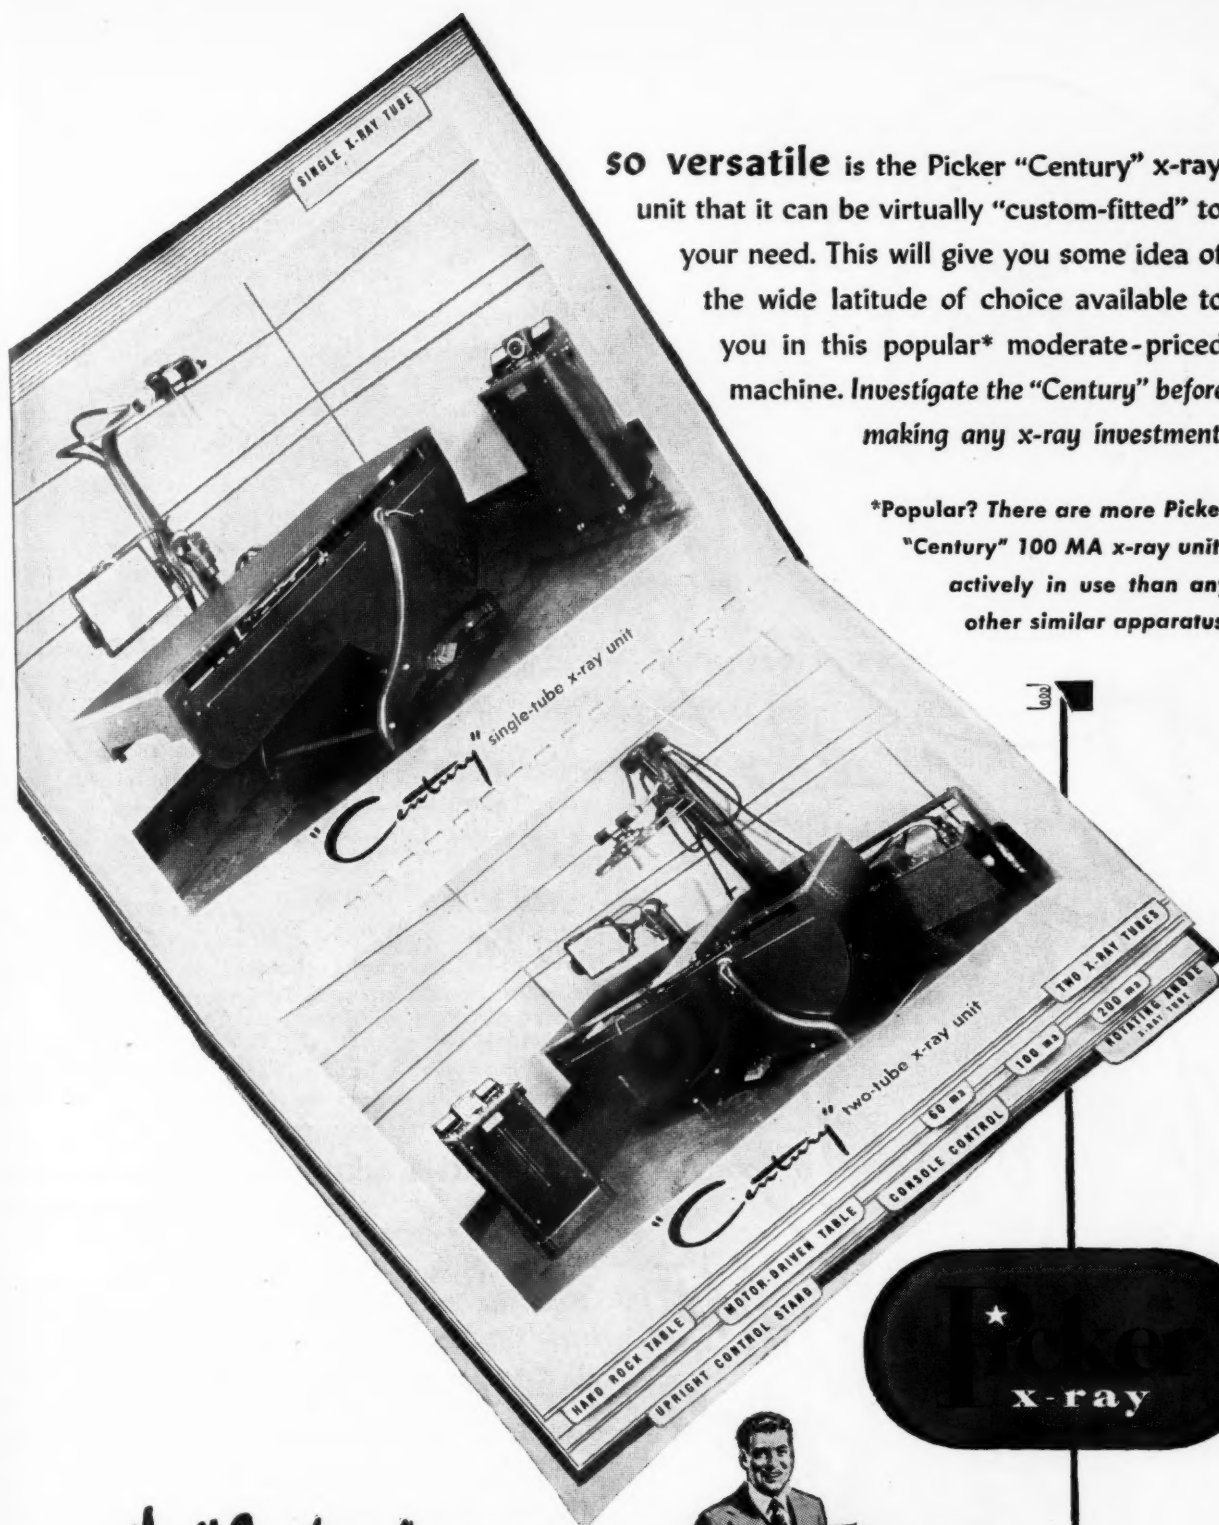 SINGLE X-RAY TUBE
so versatile is the Picker “Century” x-ray
unit that it can be virtually “custom-fitted” to
your need. This will give you some idea of
the wide latitude of choice available to
you in this popular* moderate-priced
machine. Investigate the “Century” before
making any x-ray investment
*Popular? There are more Picke
“Century” 100 MA x-ray unit
actively in use than any
other similar apparatus
"Century" single-tube x-ray unit
"Century" two-tube x-ray unit
TWO X-RAY TUBES
200 ma
ROTATING ANODE
X-RAY TUBE
100 ma
60 ma
CONSOLE CONTROL
MOTOR-DRIVEN TABLE
HAND ROCK TABLE
UPRIGHT CONTROL STAND
Picker
x-ray